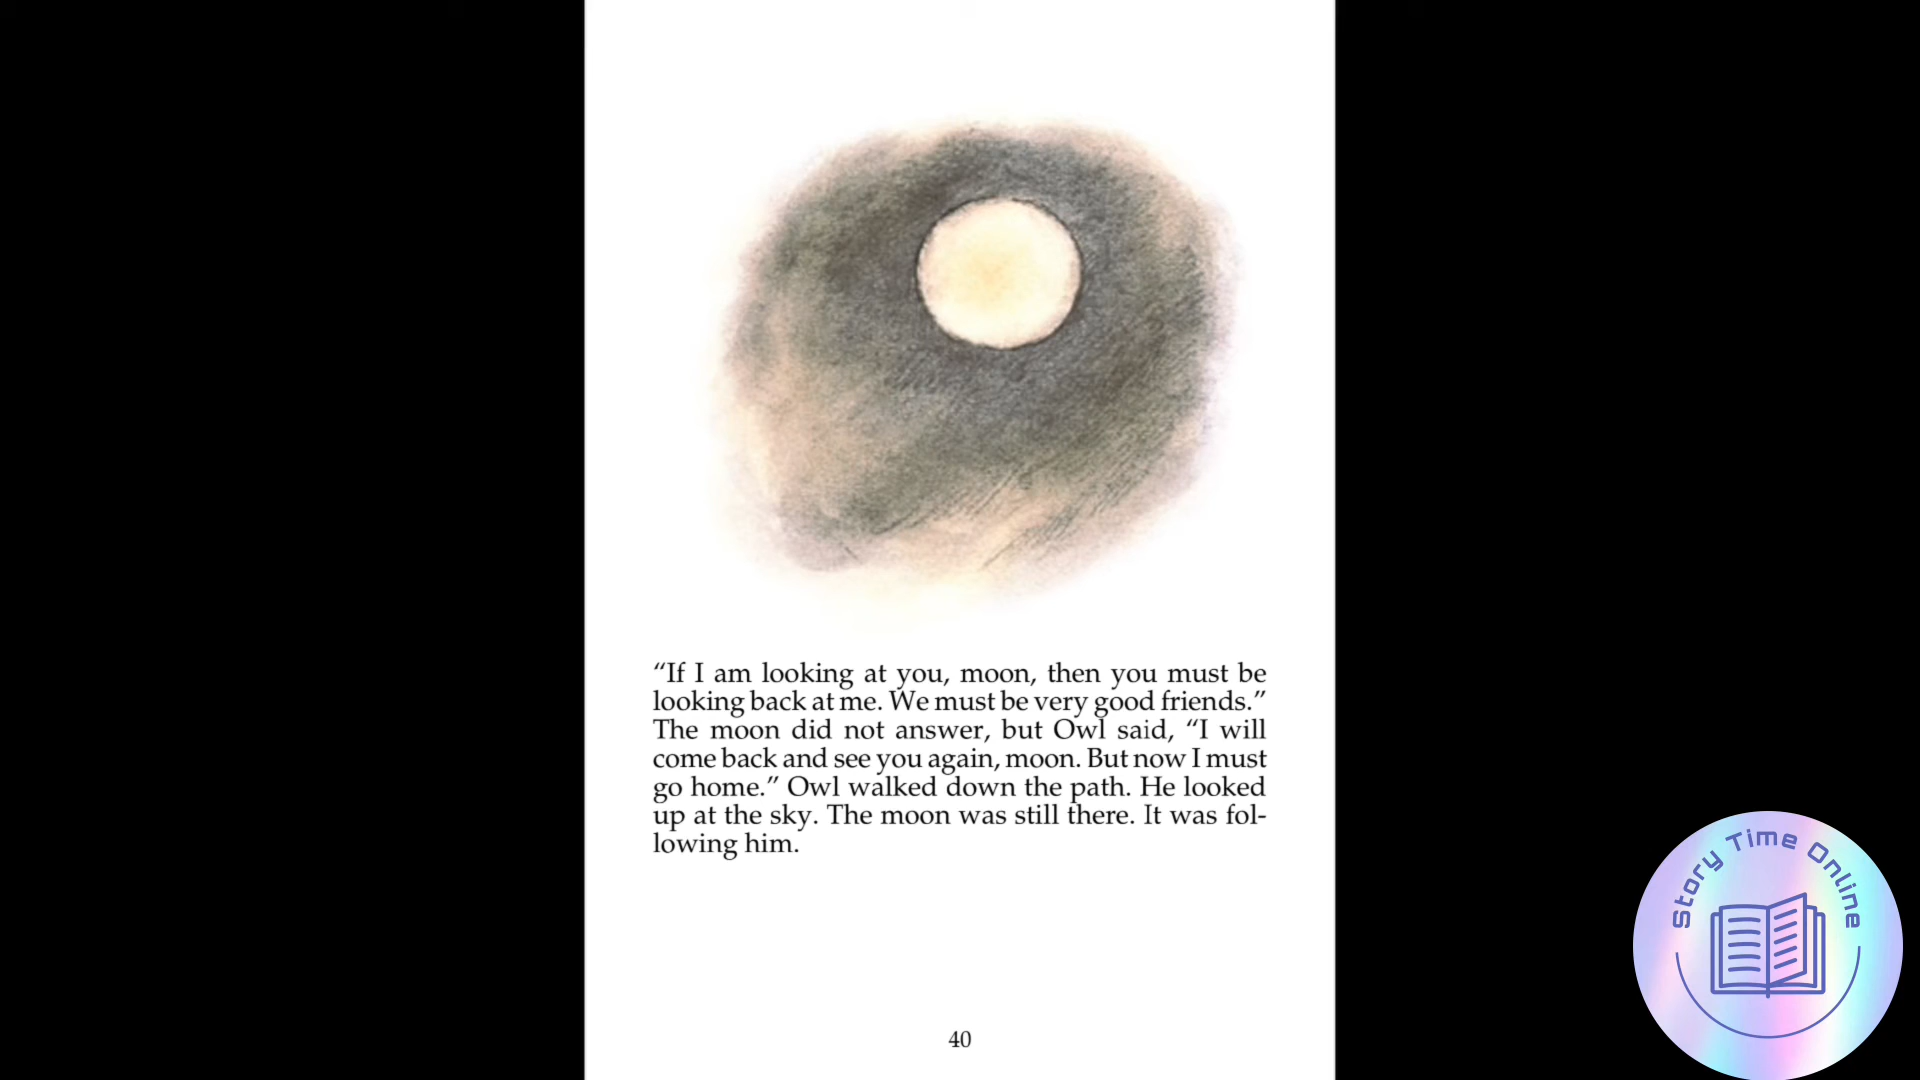 “If I am looking at you, moon, then you must be
looking back at me. We must be very good friends.”
The moon did not answer, but Owl said, “I will
come back and see you again, moon. But now I must
go home.” Owl walked down the path. He looked
up at the sky. The moon was still there. It was fol-
lowing him.
40
Story Time Online